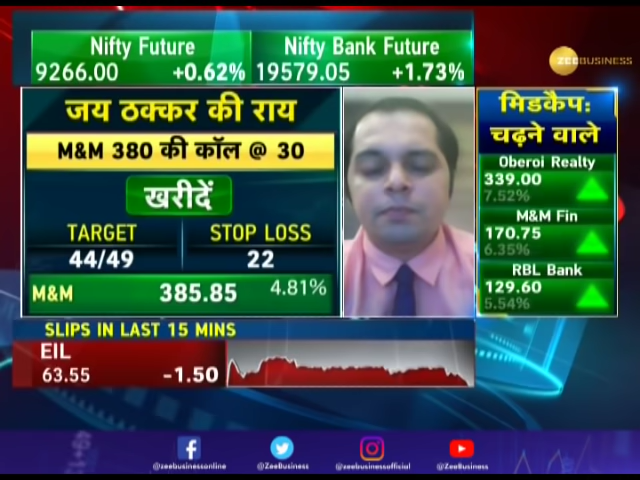 Nifty Future
9266.00 +0.62%
Nifty Bank Future
19579.05 +1.73%
ZEEBUSINESS
जय ठक्कर की राय
M&M 380 की कॉल @ 30
खरीदें
TARGET STOP LOSS
44/49 22
M&M 385.85 4.81%
मिडकैप:
चढ़ने वाले
Oberoi Realty
339.00
7.52%
M&M Fin
170.75
6.35%
RBL Bank
129.60
5.54%
SLIPS IN LAST 15 MINS
EIL
63.55 -1.50
@zeebusinessonline @ZeeBusiness @zeebusinessofficial @ZeeBusiness